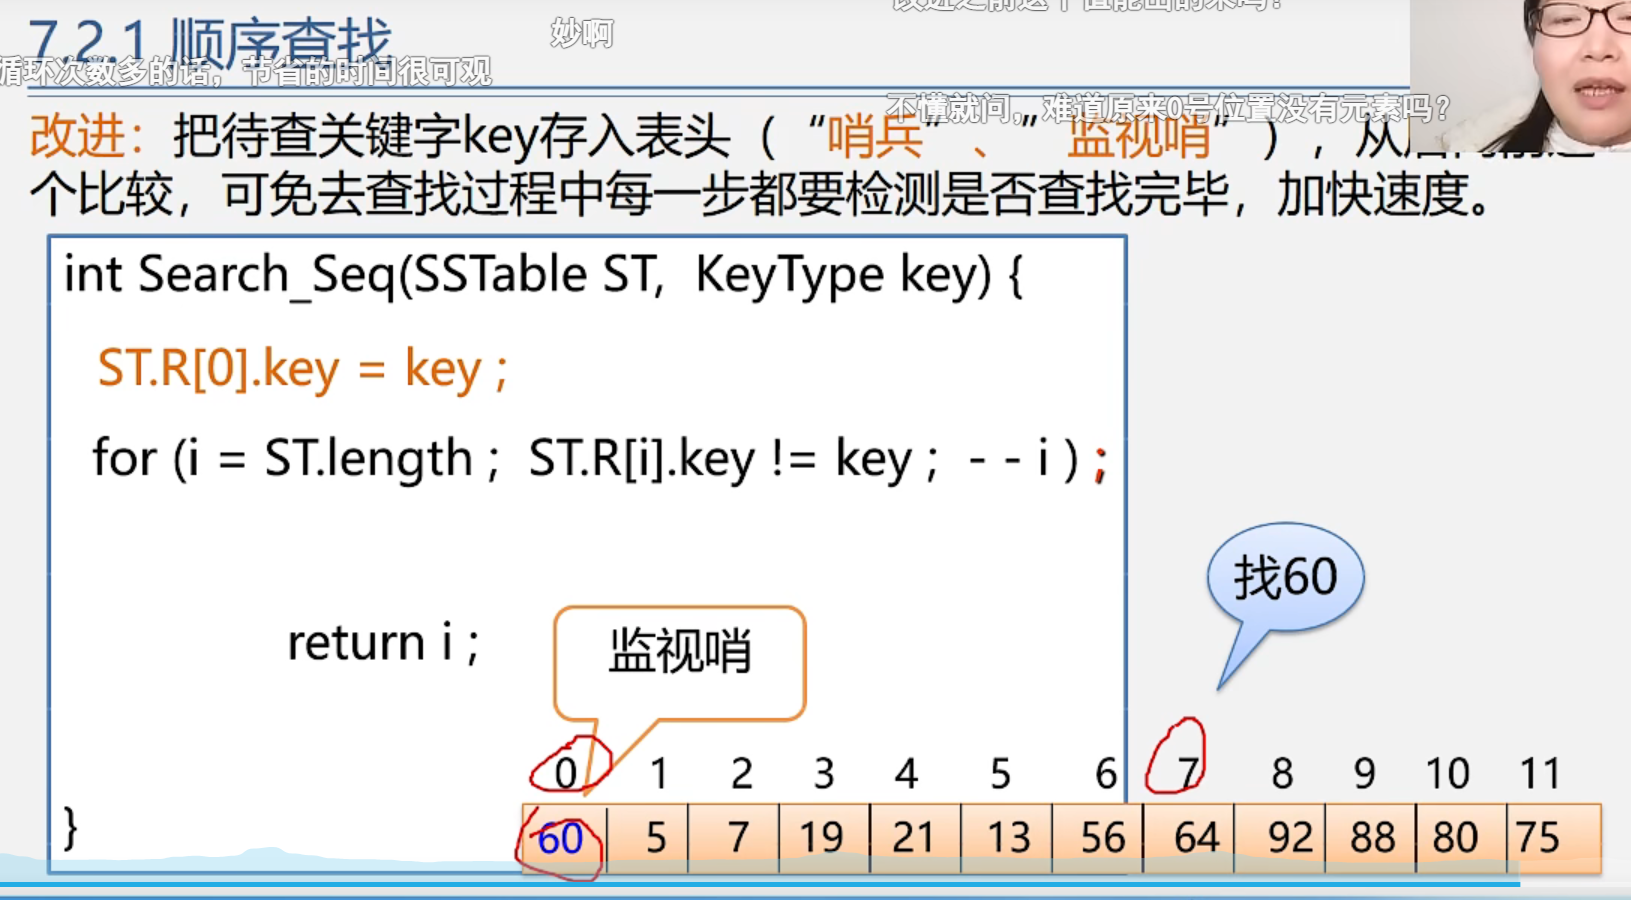 7.2.1 顺序查找
妙啊
循环次数多的话，节省的时间很可观
不懂就问，难道原来0号位置没有元素吗？
改进：把待查关键字key存入表头（“哨兵”、”监视哨”），从
个比较，可免去查找过程中每一步都要检测是否查找完毕，加快速度。
int Search_Seq(SSTable ST, KeyType key) {
ST.R[0].key = key ;
for (i = ST.length ; ST.R[i].key != key ; - - i ) ;
找60
return i ;
监视哨
0 1 2 3 4 5 6 7 8 9 10 11
}
60 5 7 19 21 13 56 64 92 88 80 75